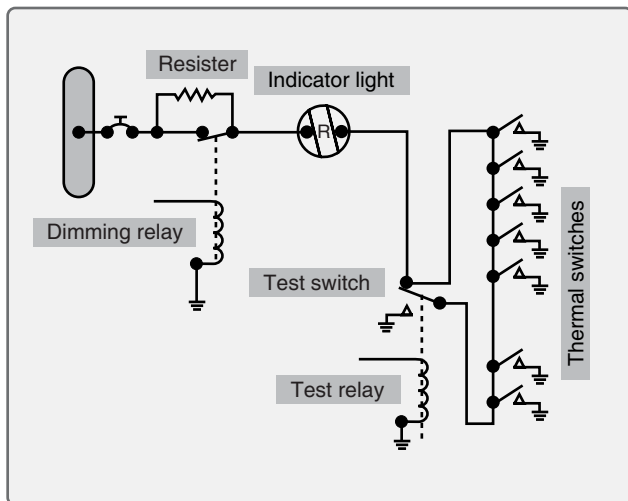 Resister
Indicator light
R
Dimming relay
Test switch
Thermal switches
Test relay